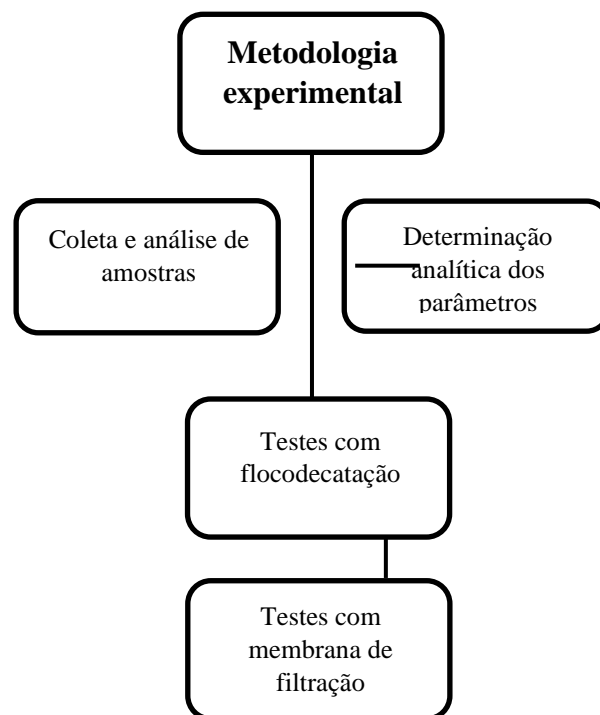 Metodologia
experimental
Coleta e análise de
amostras
Determinação
analítica dos
parâmetros
Testes com
flocodecatação
Testes com
membrana de
filtração